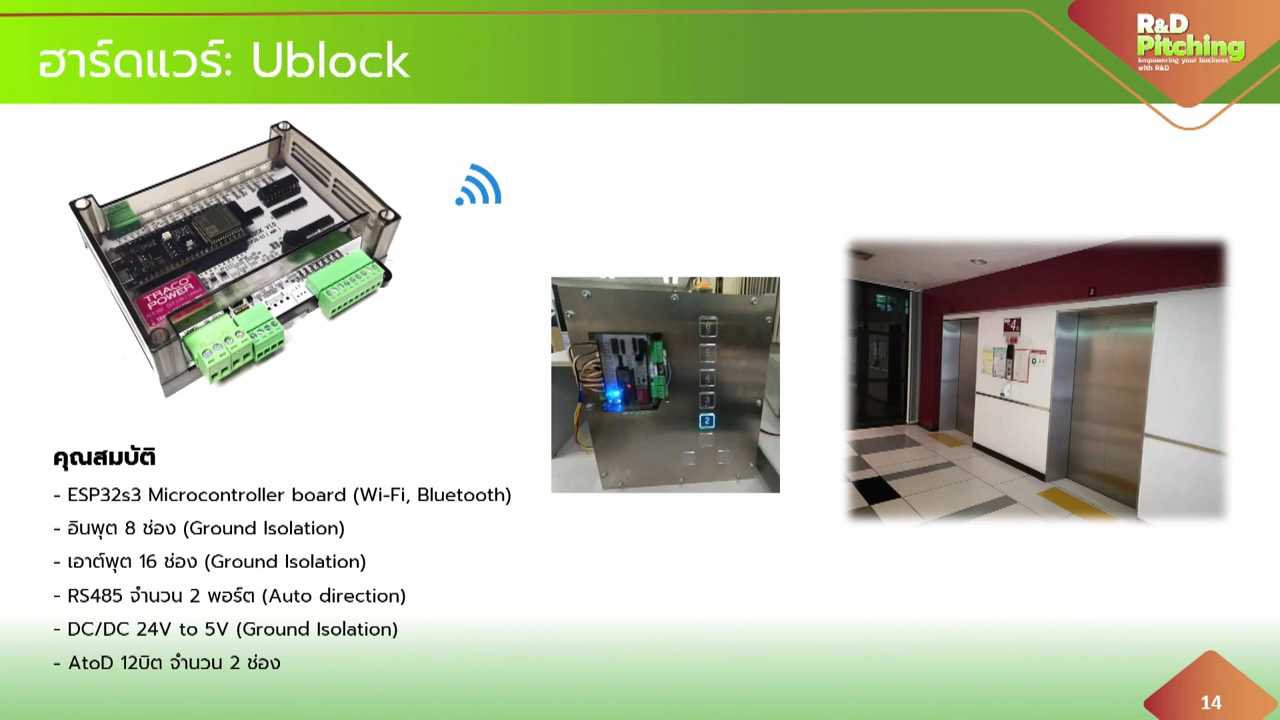 ฮาร์ดแวร์: Ublock
R&D
Pitching
Empowering your business
with R&D
TRACO
POWER
2
4
คุณสมบัติ
- ESP32s3 Microcontroller board (Wi-Fi, Bluetooth)
- อินพุต 8 ช่อง (Ground Isolation)
- เอาต์พุต 16 ช่อง (Ground Isolation)
- RS485 จำนวน 2 พอร์ต (Auto direction)
- DC/DC 24V to 5V (Ground Isolation)
- AtoD 12บิต จำนวน 2 ช่อง
14